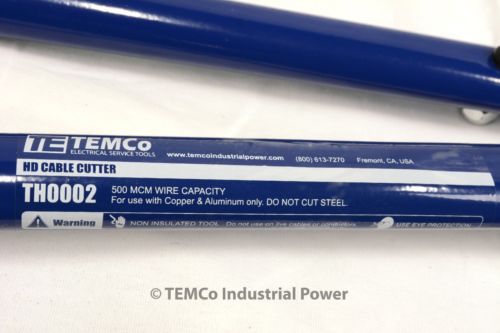 TE TEMCo
ELECTRICAL SERVICE TOOLS
www.temcoindustrialpower.com (800) 613-7270 Fremont, CA, USA
HD CABLE CUTTER
TH0002
500 MCM WIRE CAPACITY
For use with Copper & Aluminum only. DO NOT CUT STEEL.
Warning
NON INSULATED TOOL Do not use on live cables or conductors.
USE EYE PROTECTION
© TEMCo Industrial Power